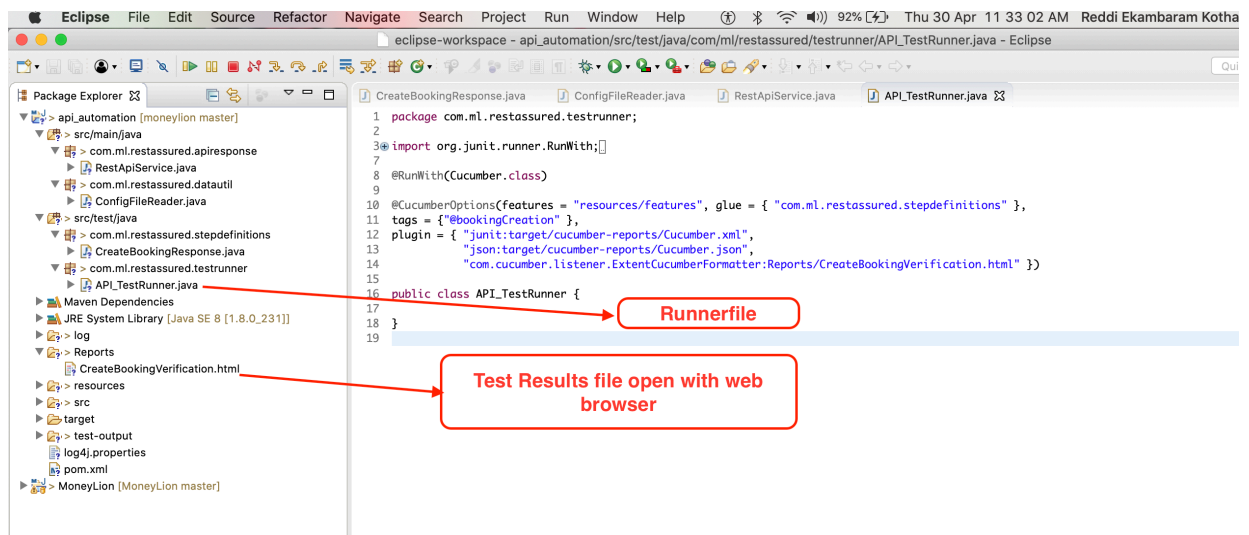 Eclipse File Edit Source Refactor Navigate Search Project Run Window Help 92% Thu 30 Apr 11 33 02 AM Reddi Ekambaram Kotha
eclipse-workspace - api_automation/src/test/java/com/ml/restassured/testrunner/API_TestRunner.java - Eclipse
Qui
Package Explorer
> api_automation [moneylion master]
> src/main/java
> com.ml.restassured.apiresponse
> RestApiService.java
> com.ml.restassured.datautil
> ConfigFileReader.java
> src/test/java
> com.ml.restassured.stepdefinitions
> CreateBookingResponse.java
> com.ml.restassured.testrunner
> API_TestRunner.java
Maven Dependencies
JRE System Library [Java SE 8 [1.8.0_231]]
> log
> Reports
CreateBookingVerification.html
> resources
> src
target
> test-output
log4j.properties
pom.xml
> MoneyLion [MoneyLion master]
CreateBookingResponse.java ConfigFileReader.java RestApiService.java API_TestRunner.java
1 package com.ml.restassured.testrunner;
2
3 import org.junit.runner.RunWith;
7
8 @RunWith(Cucumber.class)
9
10 @CucumberOptions(features = "resources/features", glue = { "com.ml.restassured.stepdefinitions" },
11 tags = {"@bookingCreation" },
12 plugin = { "junit:target/cucumber-reports/Cucumber.xml",
13 "json:target/cucumber-reports/Cucumber.json",
14 "com.cucumber.listener.ExtentCucumberFormatter:Reports/CreateBookingVerification.html" })
15
16 public class API_TestRunner {
17
18 }
19
Runnerfile
Test Results file open with web
browser